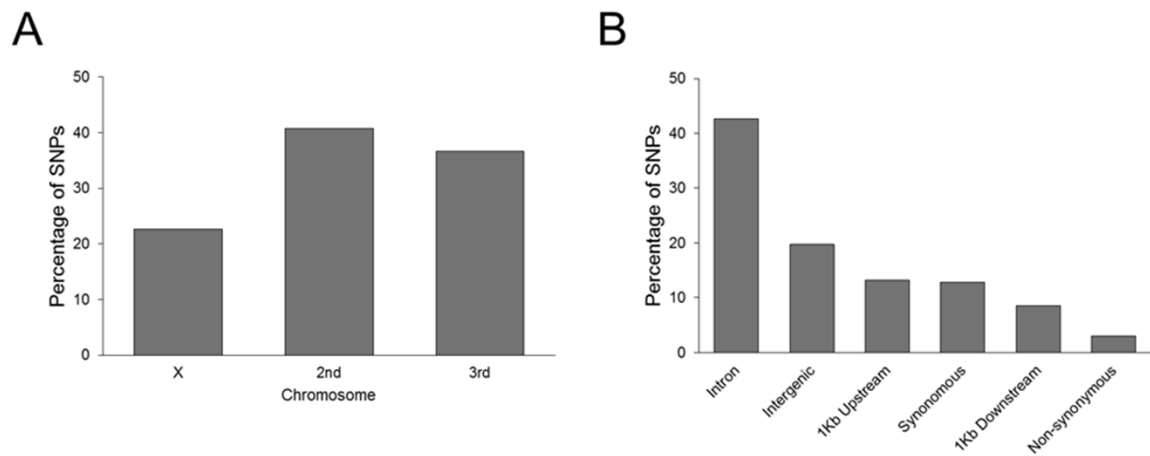 A
Percentage of SNPs
50
40
30
20
10
0
X
2nd
3rd
Chromosome
B
Percentage of SNPs
50
40
30
20
10
0
Intron
Intergenic
1Kb Upstream
Synonomous
1Kb Downstream
Non-synonymous